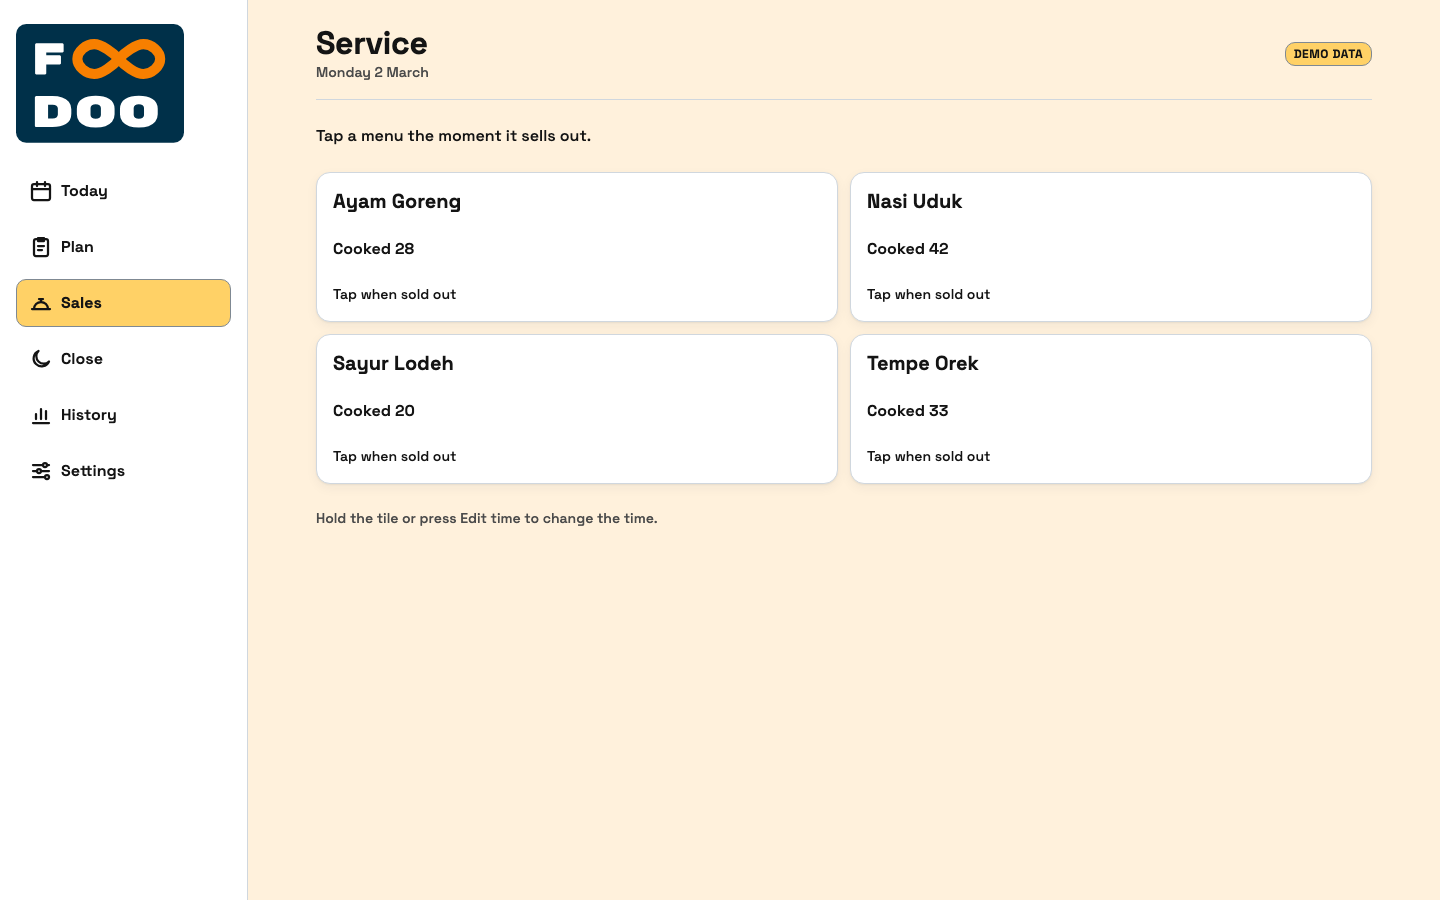 F∞
DOO
Today
Plan
Sales
Close
History
Settings
Service
Monday 2 March
DEMO DATA
Tap a menu the moment it sells out.
Ayam Goreng
Cooked 28
Tap when sold out
Nasi Uduk
Cooked 42
Tap when sold out
Sayur Lodeh
Cooked 20
Tap when sold out
Tempe Orek
Cooked 33
Tap when sold out
Hold the tile or press Edit time to change the time.